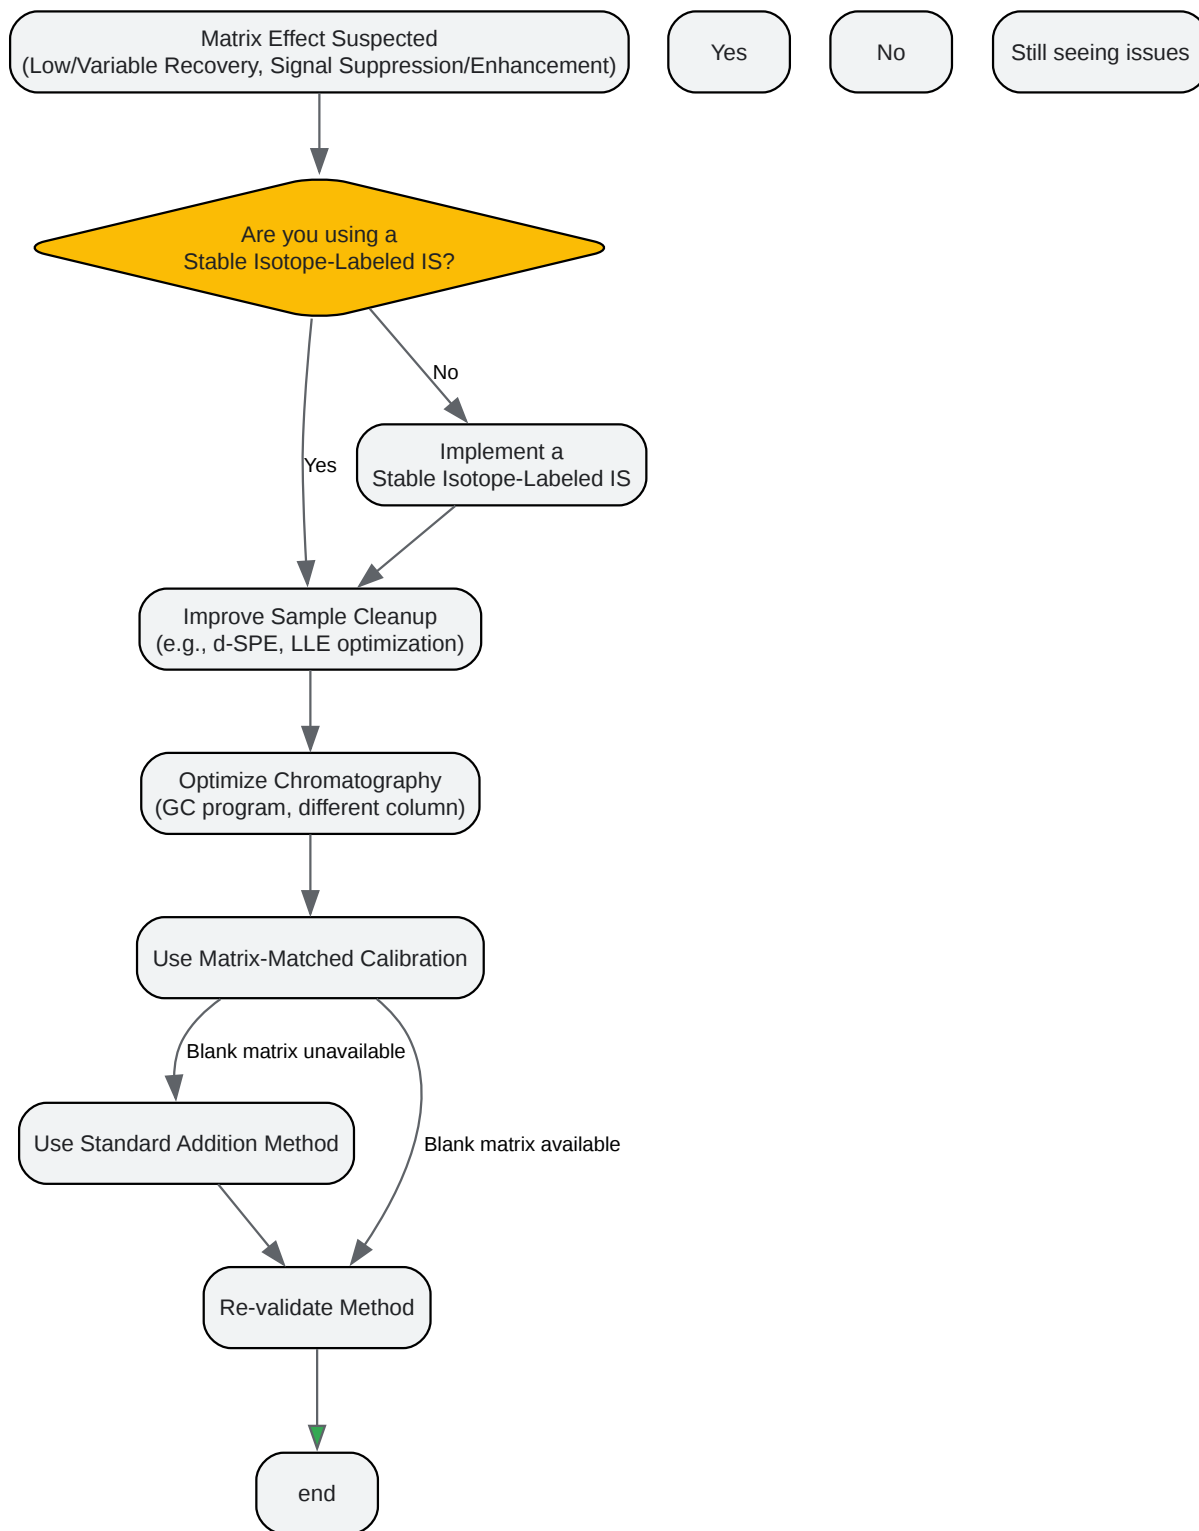 Matrix Effect Suspected
(Low/Variable Recovery, Signal Suppression/Enhancement)
Yes
No
Still seeing issues
Are you using a
Stable Isotope-Labeled IS?
No
Implement a
Stable Isotope-Labeled IS
Yes
Improve Sample Cleanup
(e.g., d-SPE, LLE optimization)
Optimize Chromatography
(GC program, different column)
Use Matrix-Matched Calibration
Blank matrix unavailable
Use Standard Addition Method
Blank matrix available
Re-validate Method
end